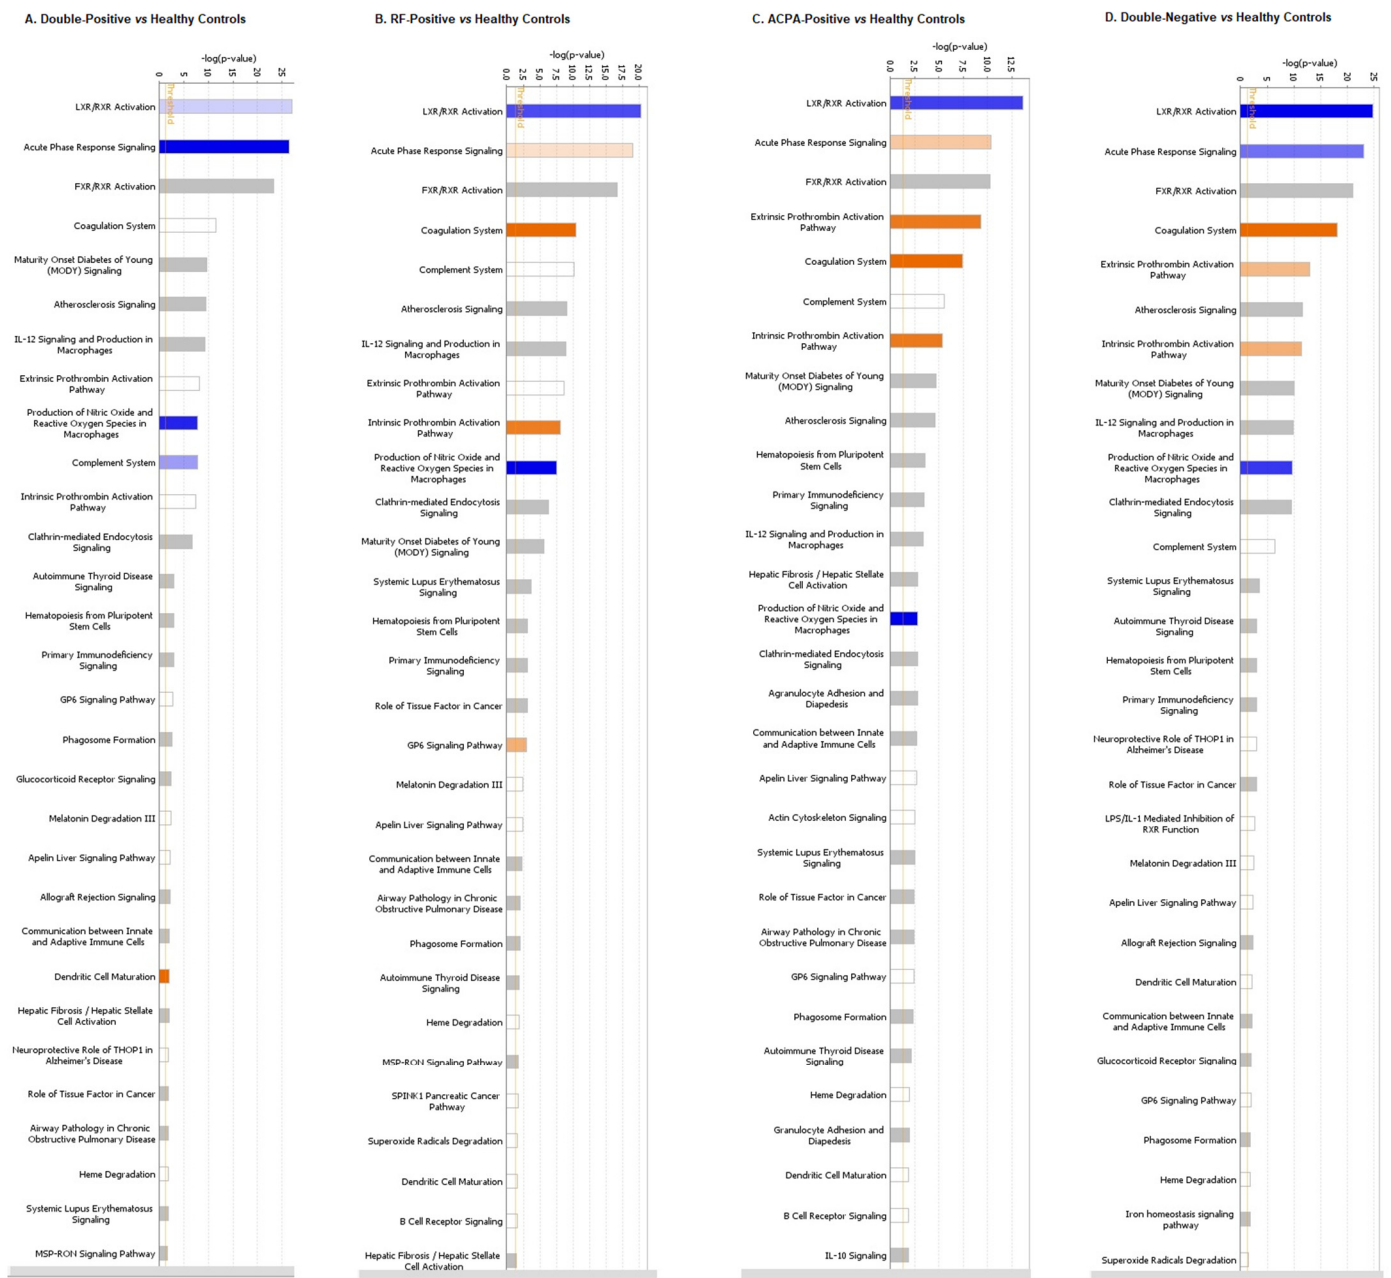 A. Double-Positive vs Healthy Controls
-log(p-value)
0
5
10
15
20
25
Threshold
LXR/RXR Activation
Acute Phase Response Signaling
FXR/RXR Activation
Coagulation System
Maturity Onset Diabetes of Young
(MODY) Signaling
Atherosclerosis Signaling
IL-12 Signaling and Production in
Macrophages
Extrinsic Prothrombin Activation
Pathway
Production of Nitric Oxide and
Reactive Oxygen Species in
Macrophages
Complement System
Intrinsic Prothrombin Activation
Pathway
Clathrin-mediated Endocytosis
Signaling
Autoimmune Thyroid Disease
Signaling
Hematopoiesis from Pluripotent
Stem Cells
Primary Immunodeficiency
Signaling
GP6 Signaling Pathway
Phagosome Formation
Glucocorticoid Receptor Signaling
Melatonin Degradation III
Apelin Liver Signaling Pathway
Allograft Rejection Signaling
Communication between Innate
and Adaptive Immune Cells
Dendritic Cell Maturation
Hepatic Fibrosis / Hepatic Stellate
Cell Activation
Neuroprotective Role of THOP1 in
Alzheimer's Disease
Role of Tissue Factor in Cancer
Airway Pathology in Chronic
Obstructive Pulmonary Disease
Heme Degradation
Systemic Lupus Erythematosus
Signaling
MSP-RON Signaling Pathway
B. RF-Positive vs Healthy Controls
-log(p-value)
0.0
2.5
5.0
7.5
10.0
12.5
15.0
17.5
20.0
Threshold
LXR/RXR Activation
Acute Phase Response Signaling
FXR/RXR Activation
Coagulation System
Complement System
Atherosclerosis Signaling
IL-12 Signaling and Production in
Macrophages
Extrinsic Prothrombin Activation
Pathway
Intrinsic Prothrombin Activation
Pathway
Production of Nitric Oxide and
Reactive Oxygen Species in
Macrophages
Clathrin-mediated Endocytosis
Signaling
Maturity Onset Diabetes of Young
(MODY) Signaling
Systemic Lupus Erythematosus
Signaling
Hematopoiesis from Pluripotent
Stem Cells
Primary Immunodeficiency
Signaling
Role of Tissue Factor in Cancer
GP6 Signaling Pathway
Melatonin Degradation III
Apelin Liver Signaling Pathway
Communication between Innate
and Adaptive Immune Cells
Airway Pathology in Chronic
Obstructive Pulmonary Disease
Phagosome Formation
Autoimmune Thyroid Disease
Signaling
Heme Degradation
MSP-RON Signaling Pathway
SPINK1 Pancreatic Cancer
Pathway
Superoxide Radicals Degradation
Dendritic Cell Maturation
B Cell Receptor Signaling
Hepatic Fibrosis / Hepatic Stellate
Cell Activation
C. ACPA-Positive vs Healthy Controls
-log(p-value)
0.0
2.5
5.0
7.5
10.0
12.5
Threshold
LXR/RXR Activation
Acute Phase Response Signaling
FXR/RXR Activation
Extrinsic Prothrombin Activation
Pathway
Coagulation System
Complement System
Intrinsic Prothrombin Activation
Pathway
Maturity Onset Diabetes of Young
(MODY) Signaling
Atherosclerosis Signaling
Hematopoiesis from Pluripotent
Stem Cells
Primary Immunodeficiency
Signaling
IL-12 Signaling and Production in
Macrophages
Hepatic Fibrosis / Hepatic Stellate
Cell Activation
Production of Nitric Oxide and
Reactive Oxygen Species in
Macrophages
Clathrin-mediated Endocytosis
Signaling
Agranulocyte Adhesion and
Diapedesis
Communication between Innate
and Adaptive Immune Cells
Apelin Liver Signaling Pathway
Actin Cytoskeleton Signaling
Systemic Lupus Erythematosus
Signaling
Role of Tissue Factor in Cancer
Airway Pathology in Chronic
Obstructive Pulmonary Disease
GP6 Signaling Pathway
Phagosome Formation
Autoimmune Thyroid Disease
Signaling
Heme Degradation
Granulocyte Adhesion and
Diapedesis
Dendritic Cell Maturation
B Cell Receptor Signaling
IL-10 Signaling
D. Double-Negative vs Healthy Controls
-log(p-value)
0
5
10
15
20
25
Threshold
LXR/RXR Activation
Acute Phase Response Signaling
FXR/RXR Activation
Coagulation System
Extrinsic Prothrombin Activation
Pathway
Atherosclerosis Signaling
Intrinsic Prothrombin Activation
Pathway
Maturity Onset Diabetes of Young
(MODY) Signaling
IL-12 Signaling and Production in
Macrophages
Production of Nitric Oxide and
Reactive Oxygen Species in
Macrophages
Clathrin-mediated Endocytosis
Signaling
Complement System
Systemic Lupus Erythematosus
Signaling
Autoimmune Thyroid Disease
Signaling
Hematopoiesis from Pluripotent
Stem Cells
Primary Immunodeficiency
Signaling
Neuroprotective Role of THOP1 in
Alzheimer's Disease
Role of Tissue Factor in Cancer
LPS/IL-1 Mediated Inhibition of
RXR Function
Melatonin Degradation III
Apelin Liver Signaling Pathway
Allograft Rejection Signaling
Dendritic Cell Maturation
Communication between Innate
and Adaptive Immune Cells
Glucocorticoid Receptor Signaling
GP6 Signaling Pathway
Phagosome Formation
Heme Degradation
Iron homeostasis signaling
pathway
Superoxide Radicals Degradation